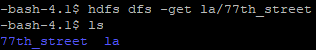 -bash-4.1$ hdfs dfs -get la/77th_street
-bash-4.1$ ls
77th_street  la